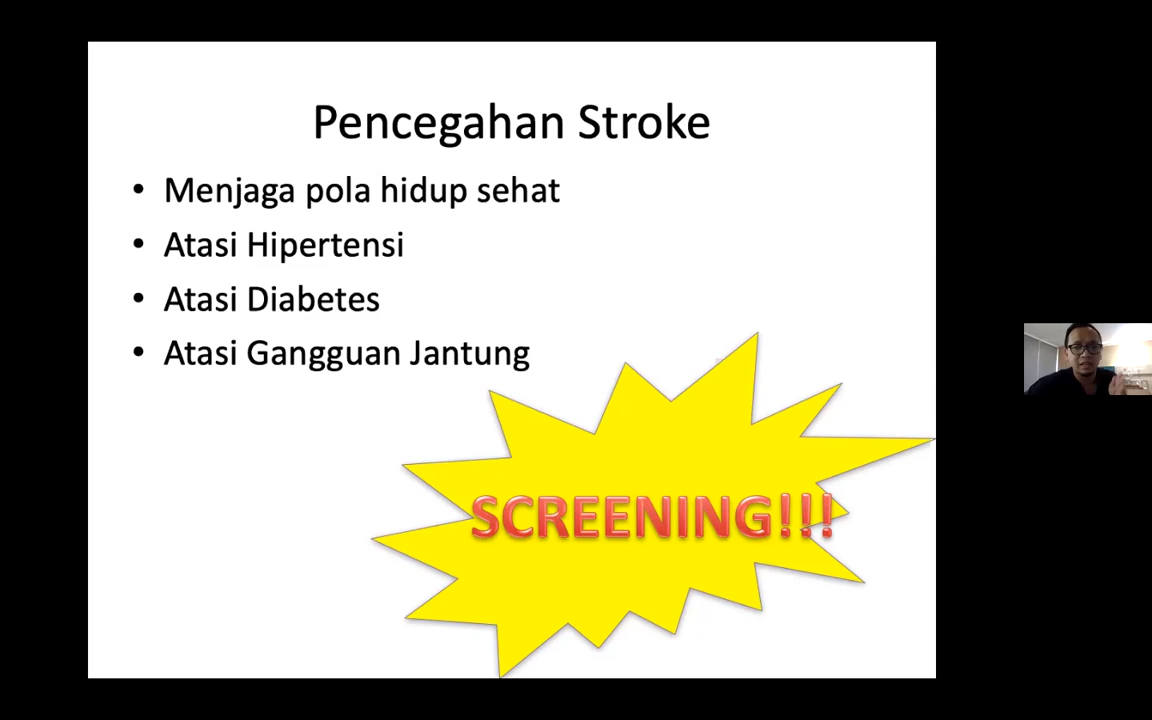 Pencegahan Stroke
• Menjaga pola hidup sehat
• Atasi Hipertensi
• Atasi Diabetes
• Atasi Gangguan Jantung
SCREENING!!!